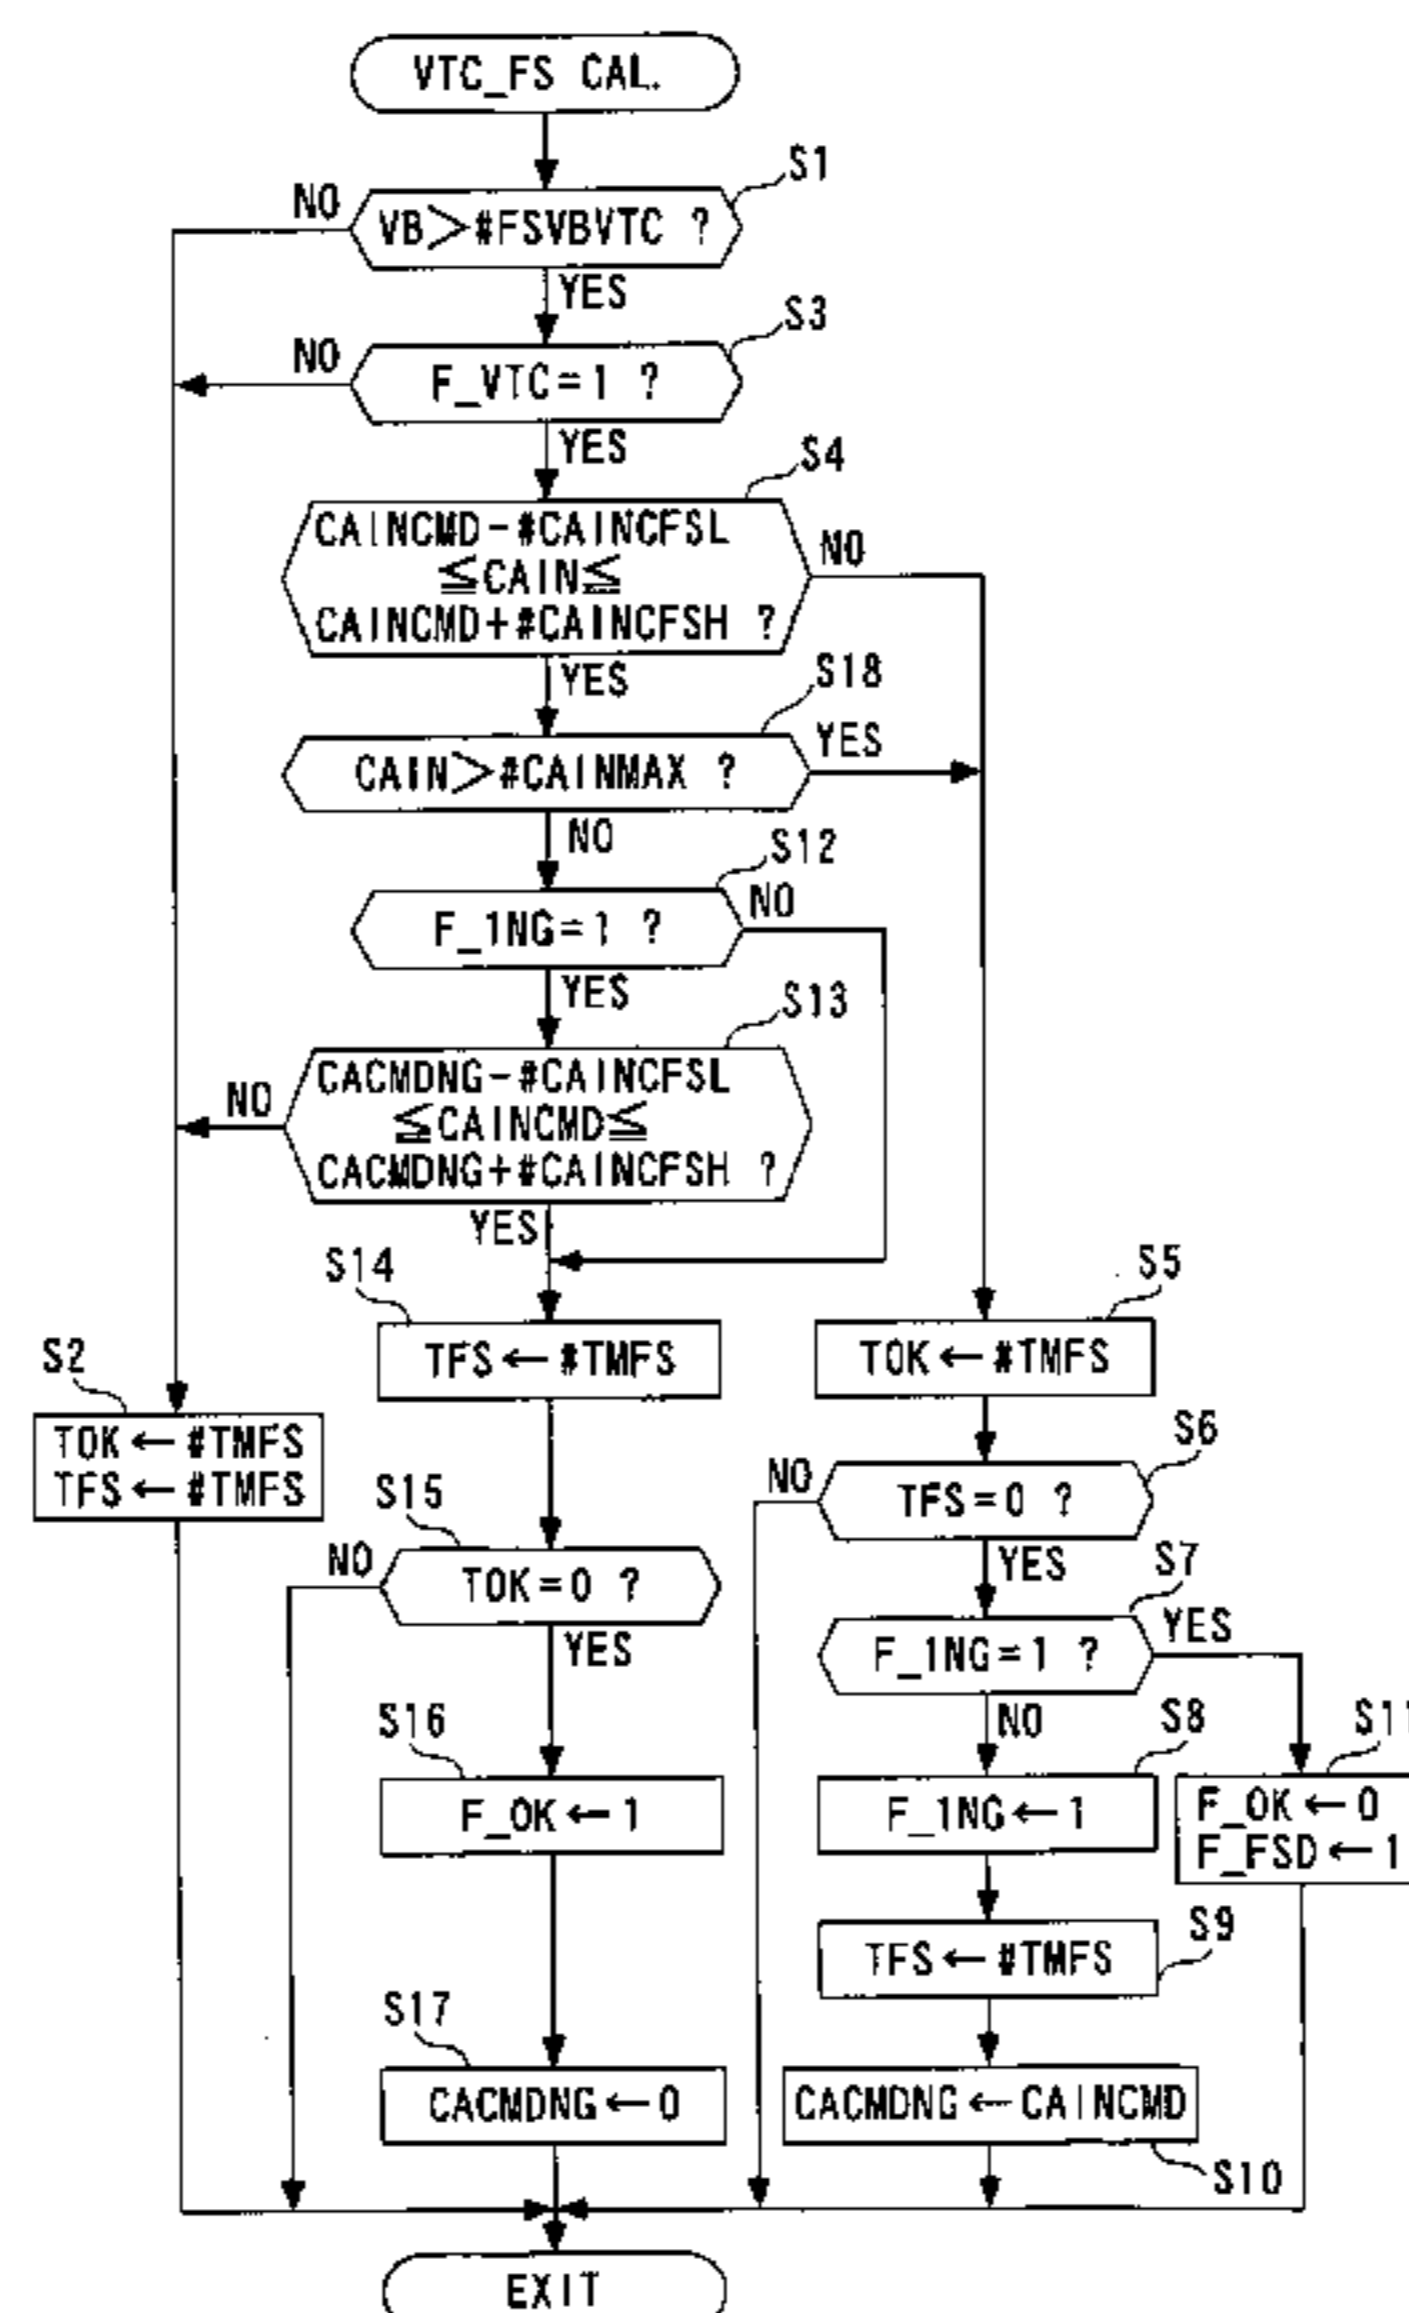 VTC_FS CAL.
S1
NO
VB>#FSVBVTC ?
YES
S3
NO
F_VTC=1 ?
YES
S4
CAINCMD-#CAINCFSL
≦CAIN≦
CAINCMD+#CAINCFSH ?
NO
YES
S18
CAIN>#CAINMAX ?
YES
NO
S12
F_1NG=1 ?
NO
YES
S13
CACMDNG-#CAINCFSL
≦CAINCMD≦
CACMDNG+#CAINCFSH ?
NO
YES
S14
TFS←#TMFS
S5
TOK←#TMFS
S2
TOK←#TMFS
TFS←#TMFS
S6
NO
TFS=0 ?
YES
S15
NO
TOK=0 ?
YES
S7
F_1NG=1 ?
YES
NO
S16
F_OK←1
S8
F_1NG←1
S11
F_OK←0
F_FSD←1
S9
TFS←#TMFS
S17
CACMDNG←0
CACMDNG←CAINCMD
S10
EXIT